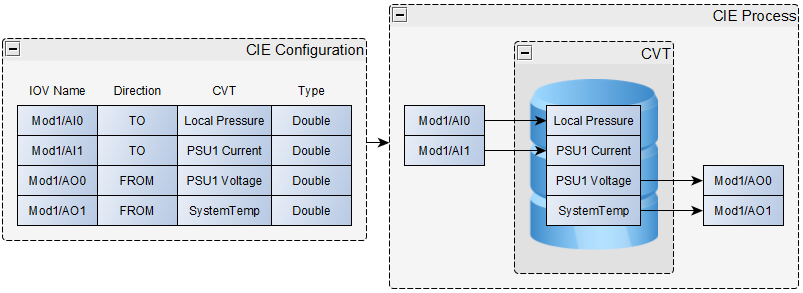 CIE Configuration
IOV Name Direction CVT Type
Mod1/AI0 TO Local Pressure Double
Mod1/AI1 TO PSU1 Current Double
Mod1/AO0 FROM PSU1 Voltage Double
Mod1/AO1 FROM SystemTemp Double
CIE Process
CVT
Mod1/AI0 Local Pressure
Mod1/AI1 PSU1 Current
PSU1 Voltage Mod1/AO0
SystemTemp Mod1/AO1